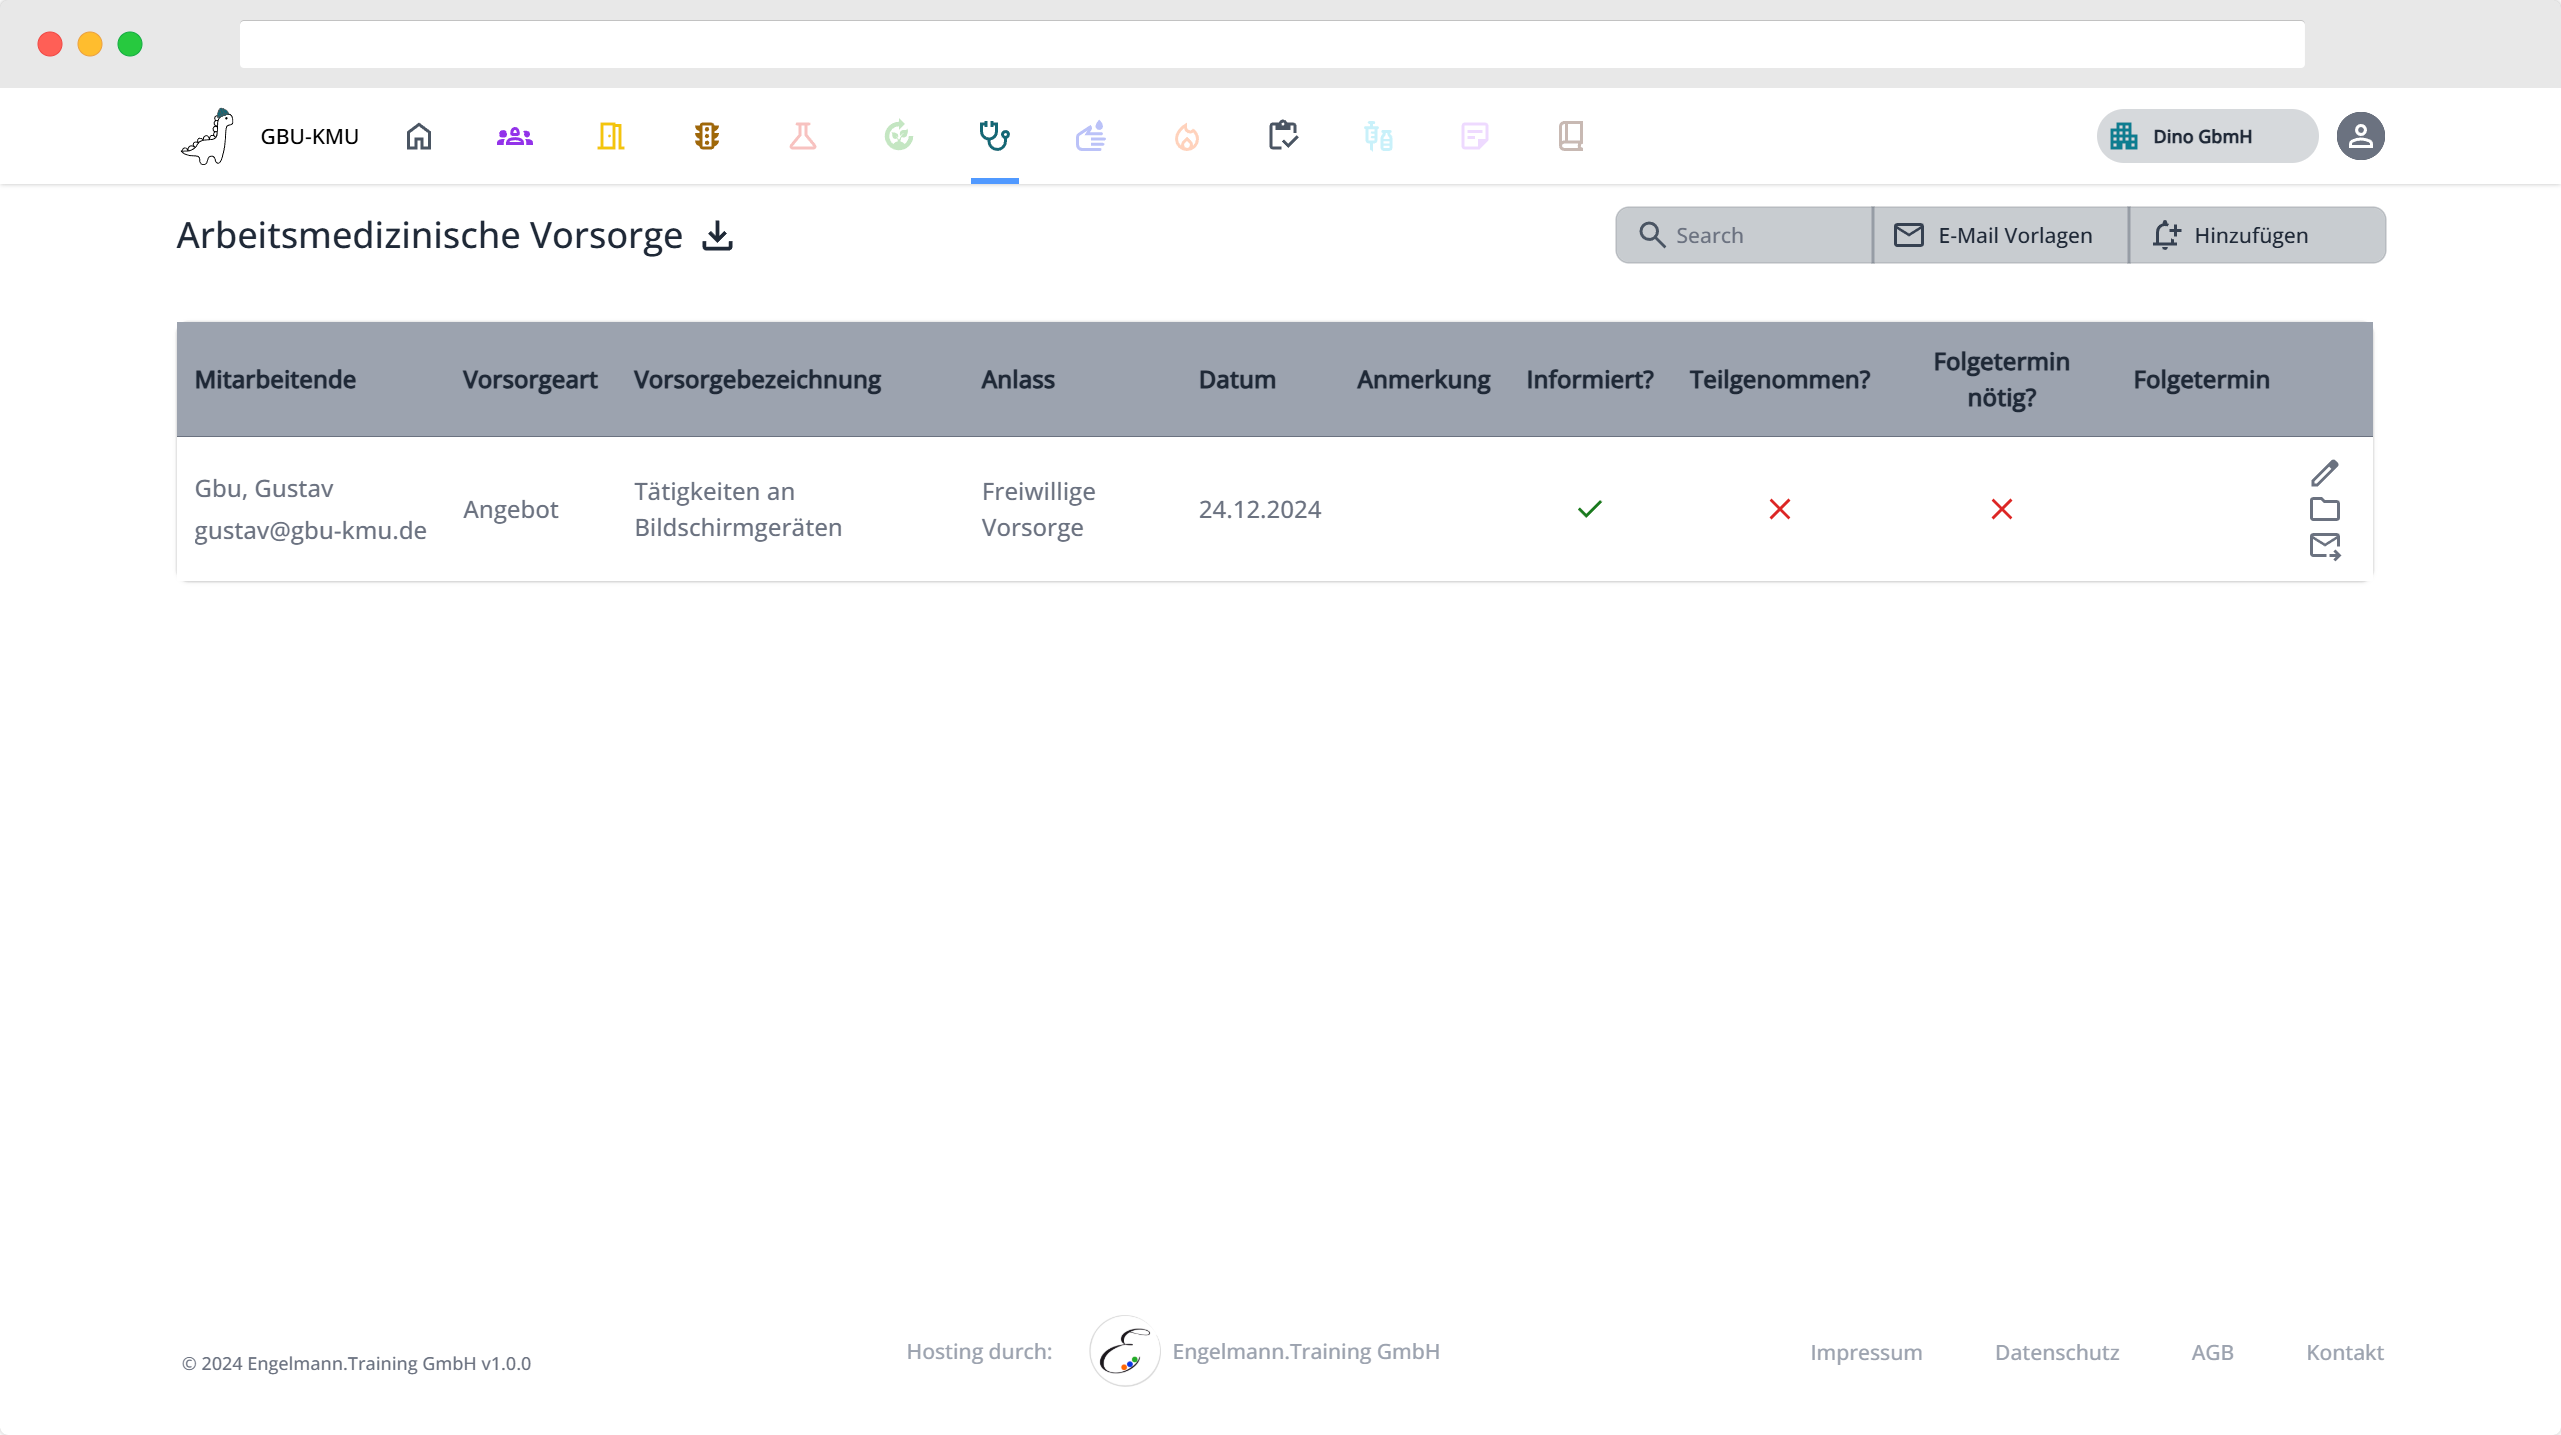 GBU-KMU
Dino GbmH
Arbeitsmedizinische Vorsorge
Search
E-Mail Vorlagen
Hinzufügen
Mitarbeitende
Vorsorgeart
Vorsorgebezeichnung
Anlass
Datum
Anmerkung
Informiert?
Teilgenommen?
Folgetermin
nötig?
Folgetermin
Gbu, Gustav
gustav@gbu-kmu.de
Angebot
Tätigkeiten an
Bildschirmgeräten
Freiwillige
Vorsorge
24.12.2024
© 2024 Engelmann.Training GmbH v1.0.0
Hosting durch:
Engelmann.Training GmbH
Impressum
Datenschutz
AGB
Kontakt